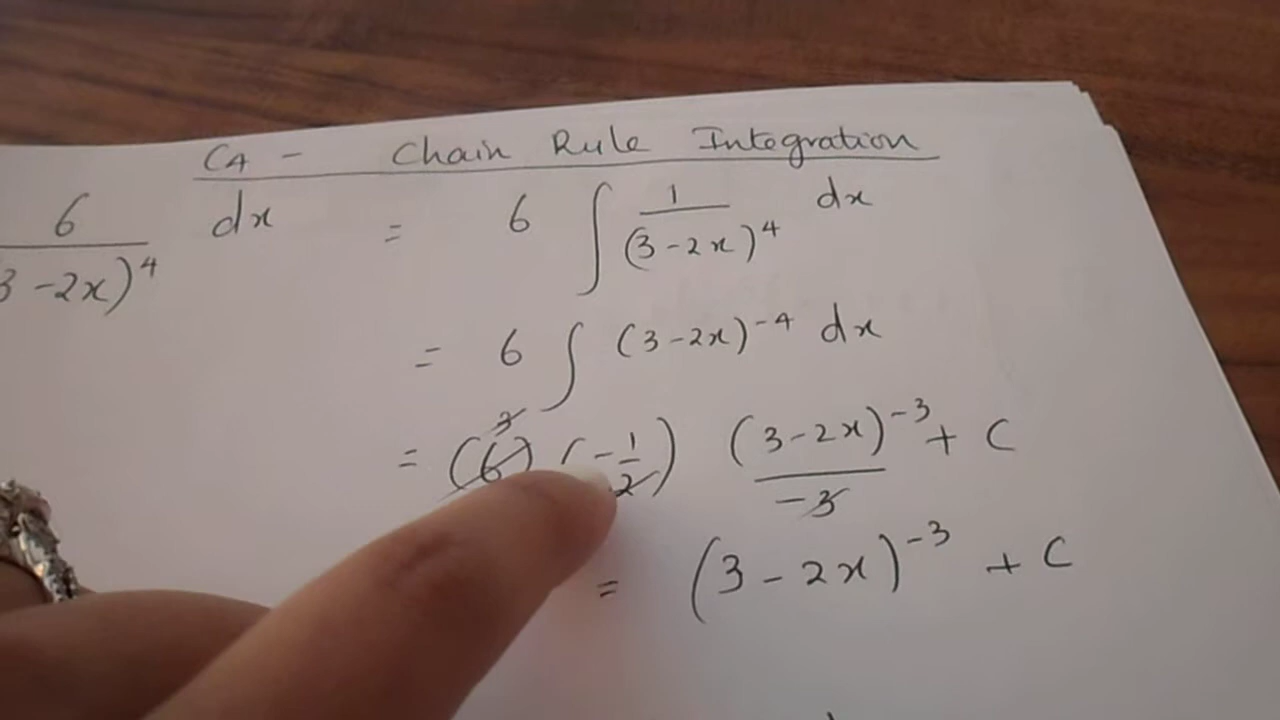 C4 - Chain Rule Integration
6/(3-2x)^4 dx = 6 ∫ 1/(3-2x)^4 dx
= 6 ∫ (3-2x)^-4 dx
= (6) 3 (-1/2) (3-2x)^-3/-3 + C
= (3-2x)^-3 + C